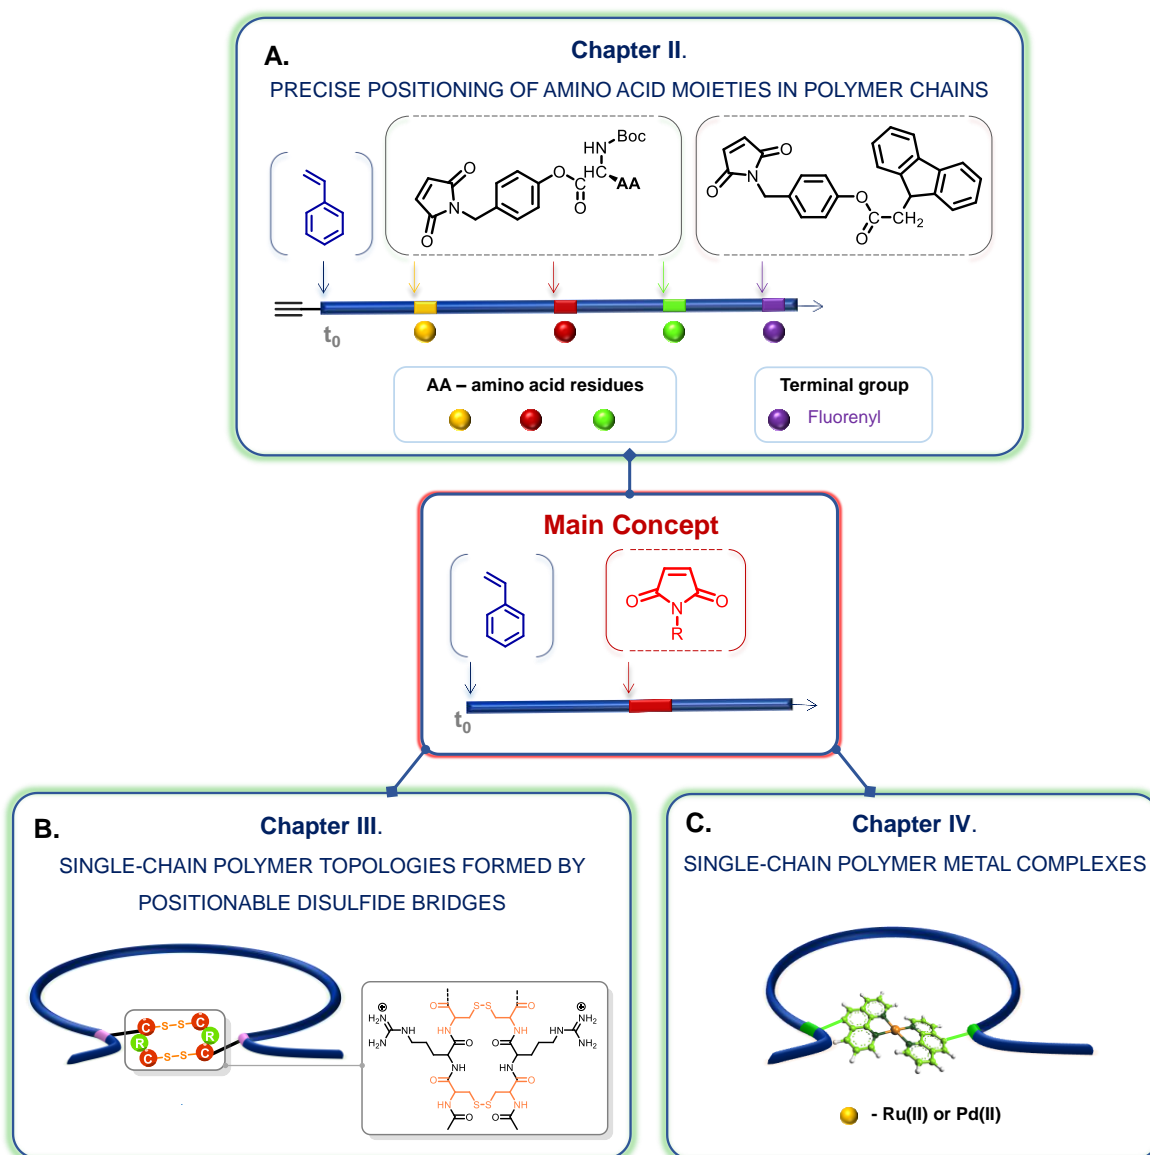 A.
Chapter II.
PRECISE POSITIONING OF AMINO ACID MOIETIES IN POLYMER CHAINS
O
N
O
O
C
O
HN
Boc
H
C
AA
O
N
O
O
C
O
CH2
t0
AA – amino acid residues
Terminal group
Fluorenyl
Main Concept
O
N
O
R
t0
B.
Chapter III.
SINGLE-CHAIN POLYMER TOPOLOGIES FORMED BY
POSITIONABLE DISULFIDE BRIDGES
C S S C
R R
C S S C
O S-S O
H2N NH NH HN HN NH2
H2N NH2
O O
NH HN
O O
NH S-S HN
O O
C.
Chapter IV.
SINGLE-CHAIN POLYMER METAL COMPLEXES
- Ru(II) or Pd(II)